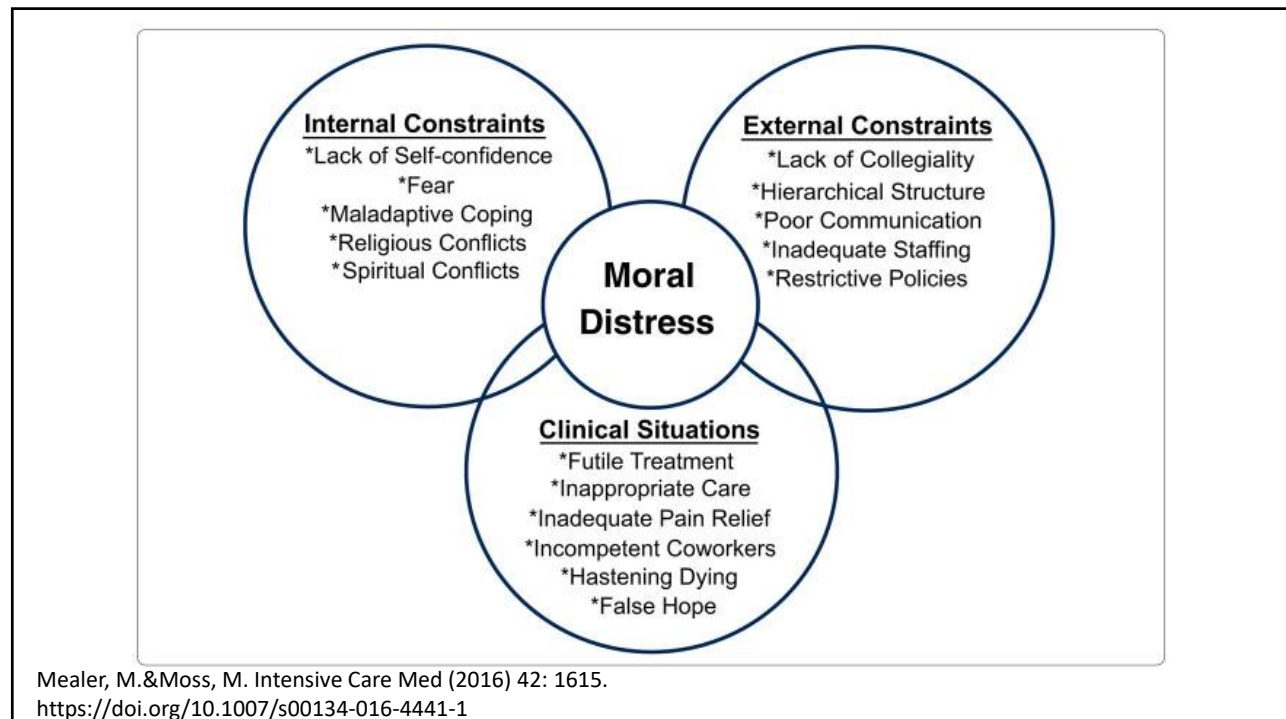 Internal Constraints
*Lack of Self-confidence
*Fear
*Maladaptive Coping
*Religious Conflicts
*Spiritual Conflicts
External Constraints
*Lack of Collegiality
*Hierarchical Structure
*Poor Communication
*Inadequate Staffing
*Restrictive Policies
Moral
Distress
Clinical Situations
*Futile Treatment
*Inappropriate Care
*Inadequate Pain Relief
*Incompetent Coworkers
*Hastening Dying
*False Hope
Mealer, M.&Moss, M. Intensive Care Med (2016) 42: 1615.
https://doi.org/10.1007/s00134-016-4441-1